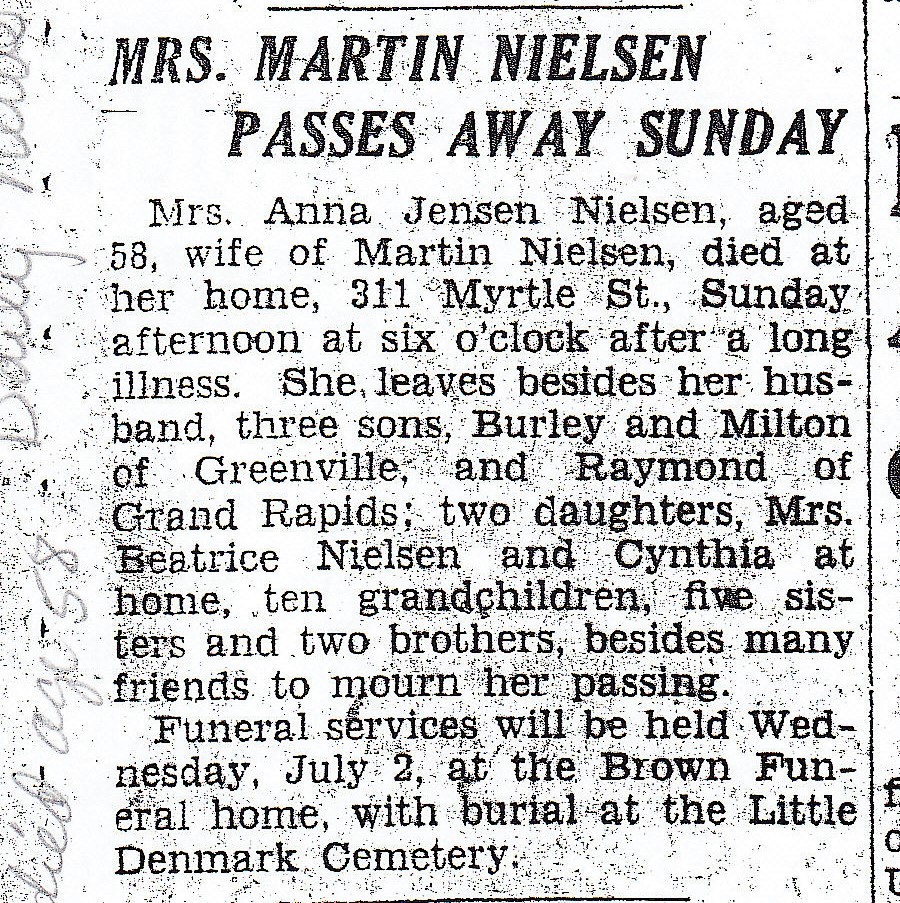 MRS. MARTIN NIELSEN
PASSES AWAY SUNDAY
Mrs. Anna Jensen Nielsen, aged
58, wife of Martin Nielsen, died at
her home, 311 Myrtle St., Sunday
afternoon at six o'clock after a long
illness. She leaves besides her hus-
band, three sons, Burley and Milton
of Greenville, and Raymond of
Grand Rapids; two daughters, Mrs.
Beatrice Nielsen and Cynthia at
home, ten grandchildren, five sis-
ters and two brothers, besides many
friends to mourn her passing.
Funeral services will be held Wed-
nesday, July 2, at the Brown Fun-
eral home, with burial at the Little
Denmark Cemetery.
age 58